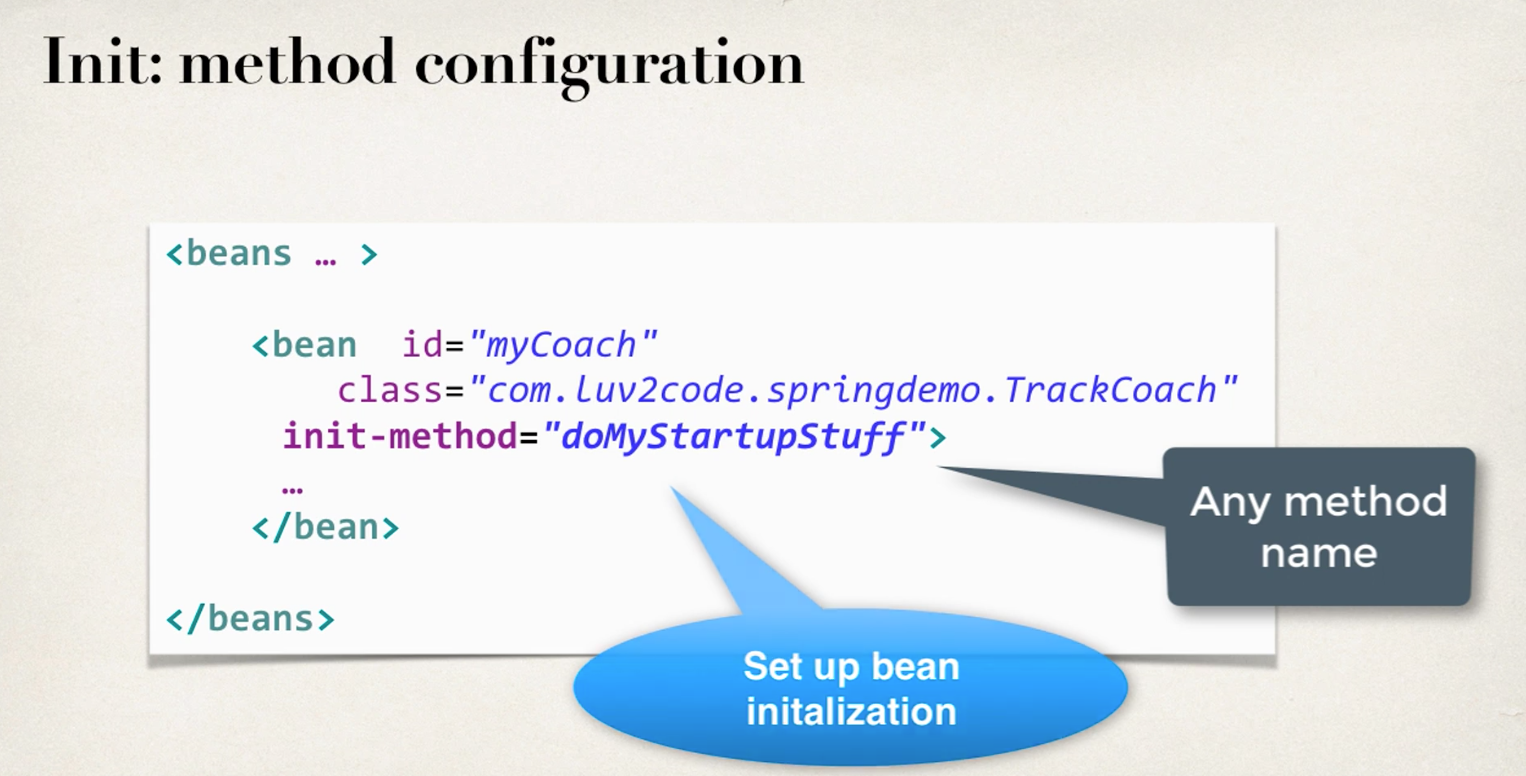 Init: method configuration
<beans … >
<bean id="myCoach"
class="com.luv2code.springdemo.TrackCoach"
init-method="doMyStartupStuff">
…
</bean>
</beans>
Any method
name
Set up bean
initalization